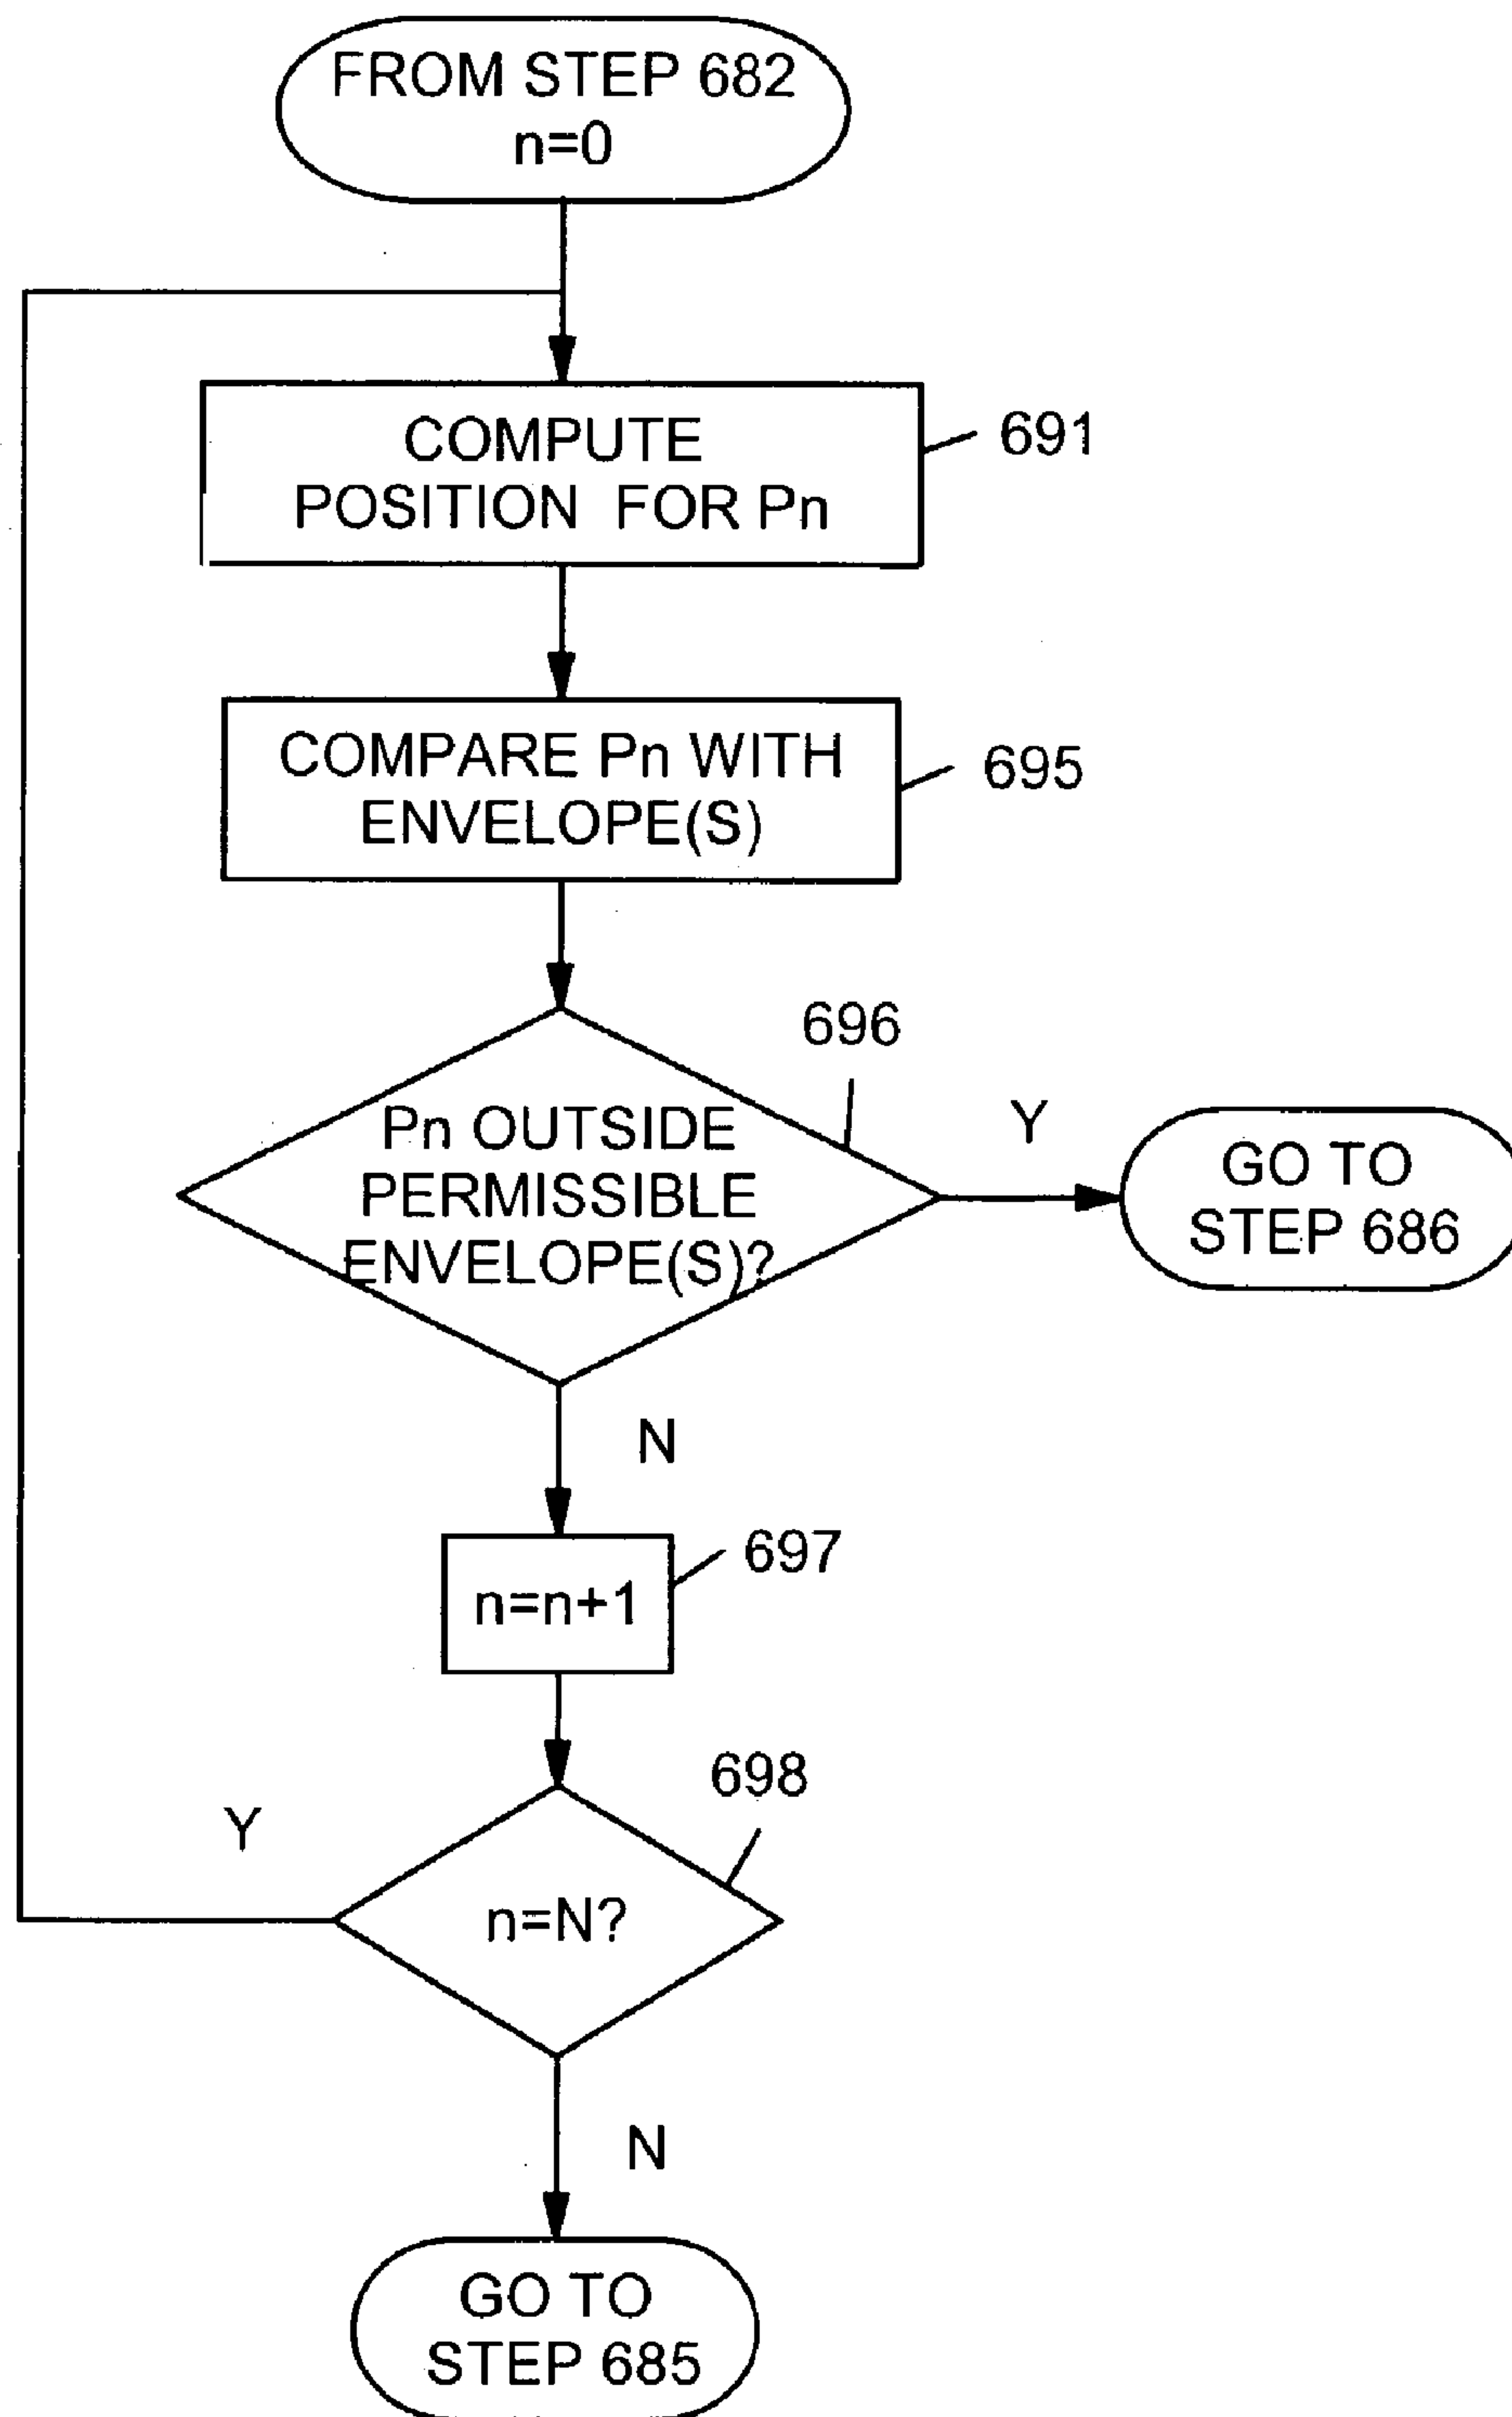 FROM STEP 682
n=0
COMPUTE
POSITION FOR Pn
691
COMPARE Pn WITH
ENVELOPE(S)
695
696
Pn OUTSIDE
PERMISSIBLE
ENVELOPE(S)?
Y
GO TO
STEP 686
N
697
n=n+1
698
Y
n=N?
N
GO TO
STEP 685